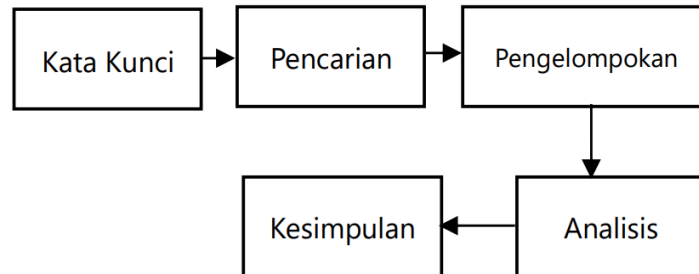 Kata Kunci
Pencarian
Pengelompokan
Analisis
Kesimpulan